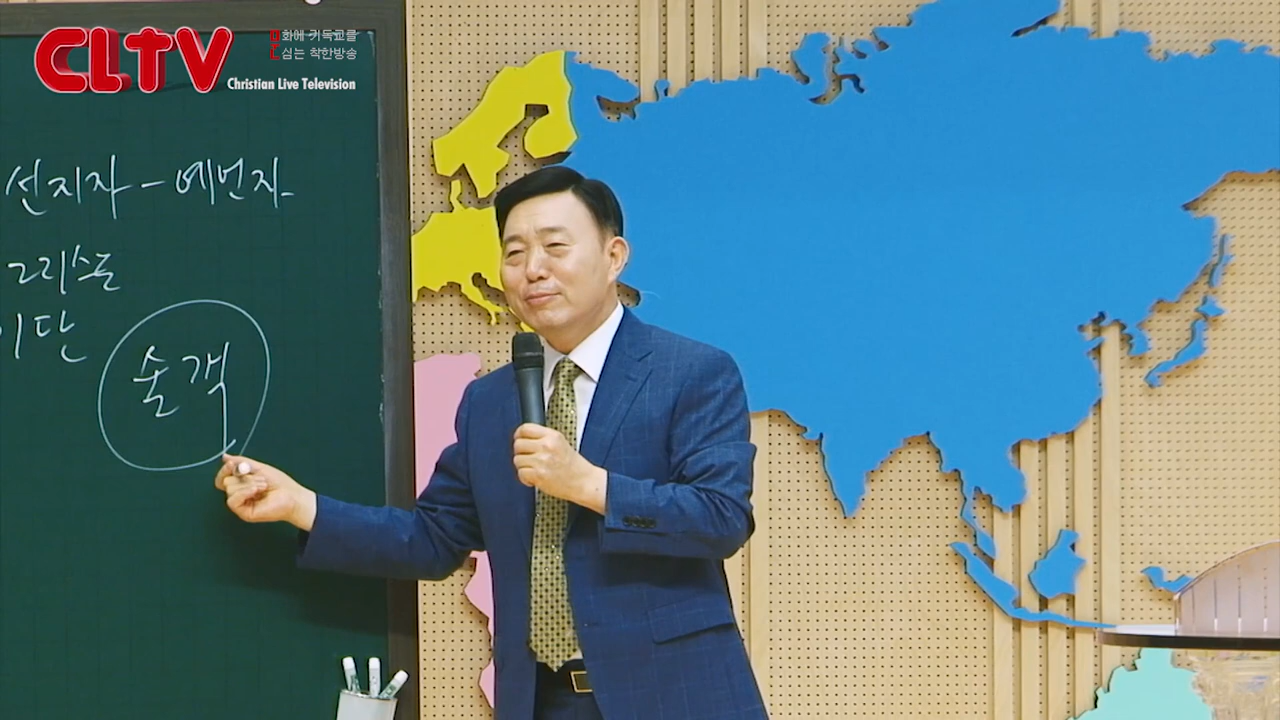 CLTV
문화에 기독교를
심는 착한방송
Christian Live Television
선지자 - 예언자
그리스도
이단
술객